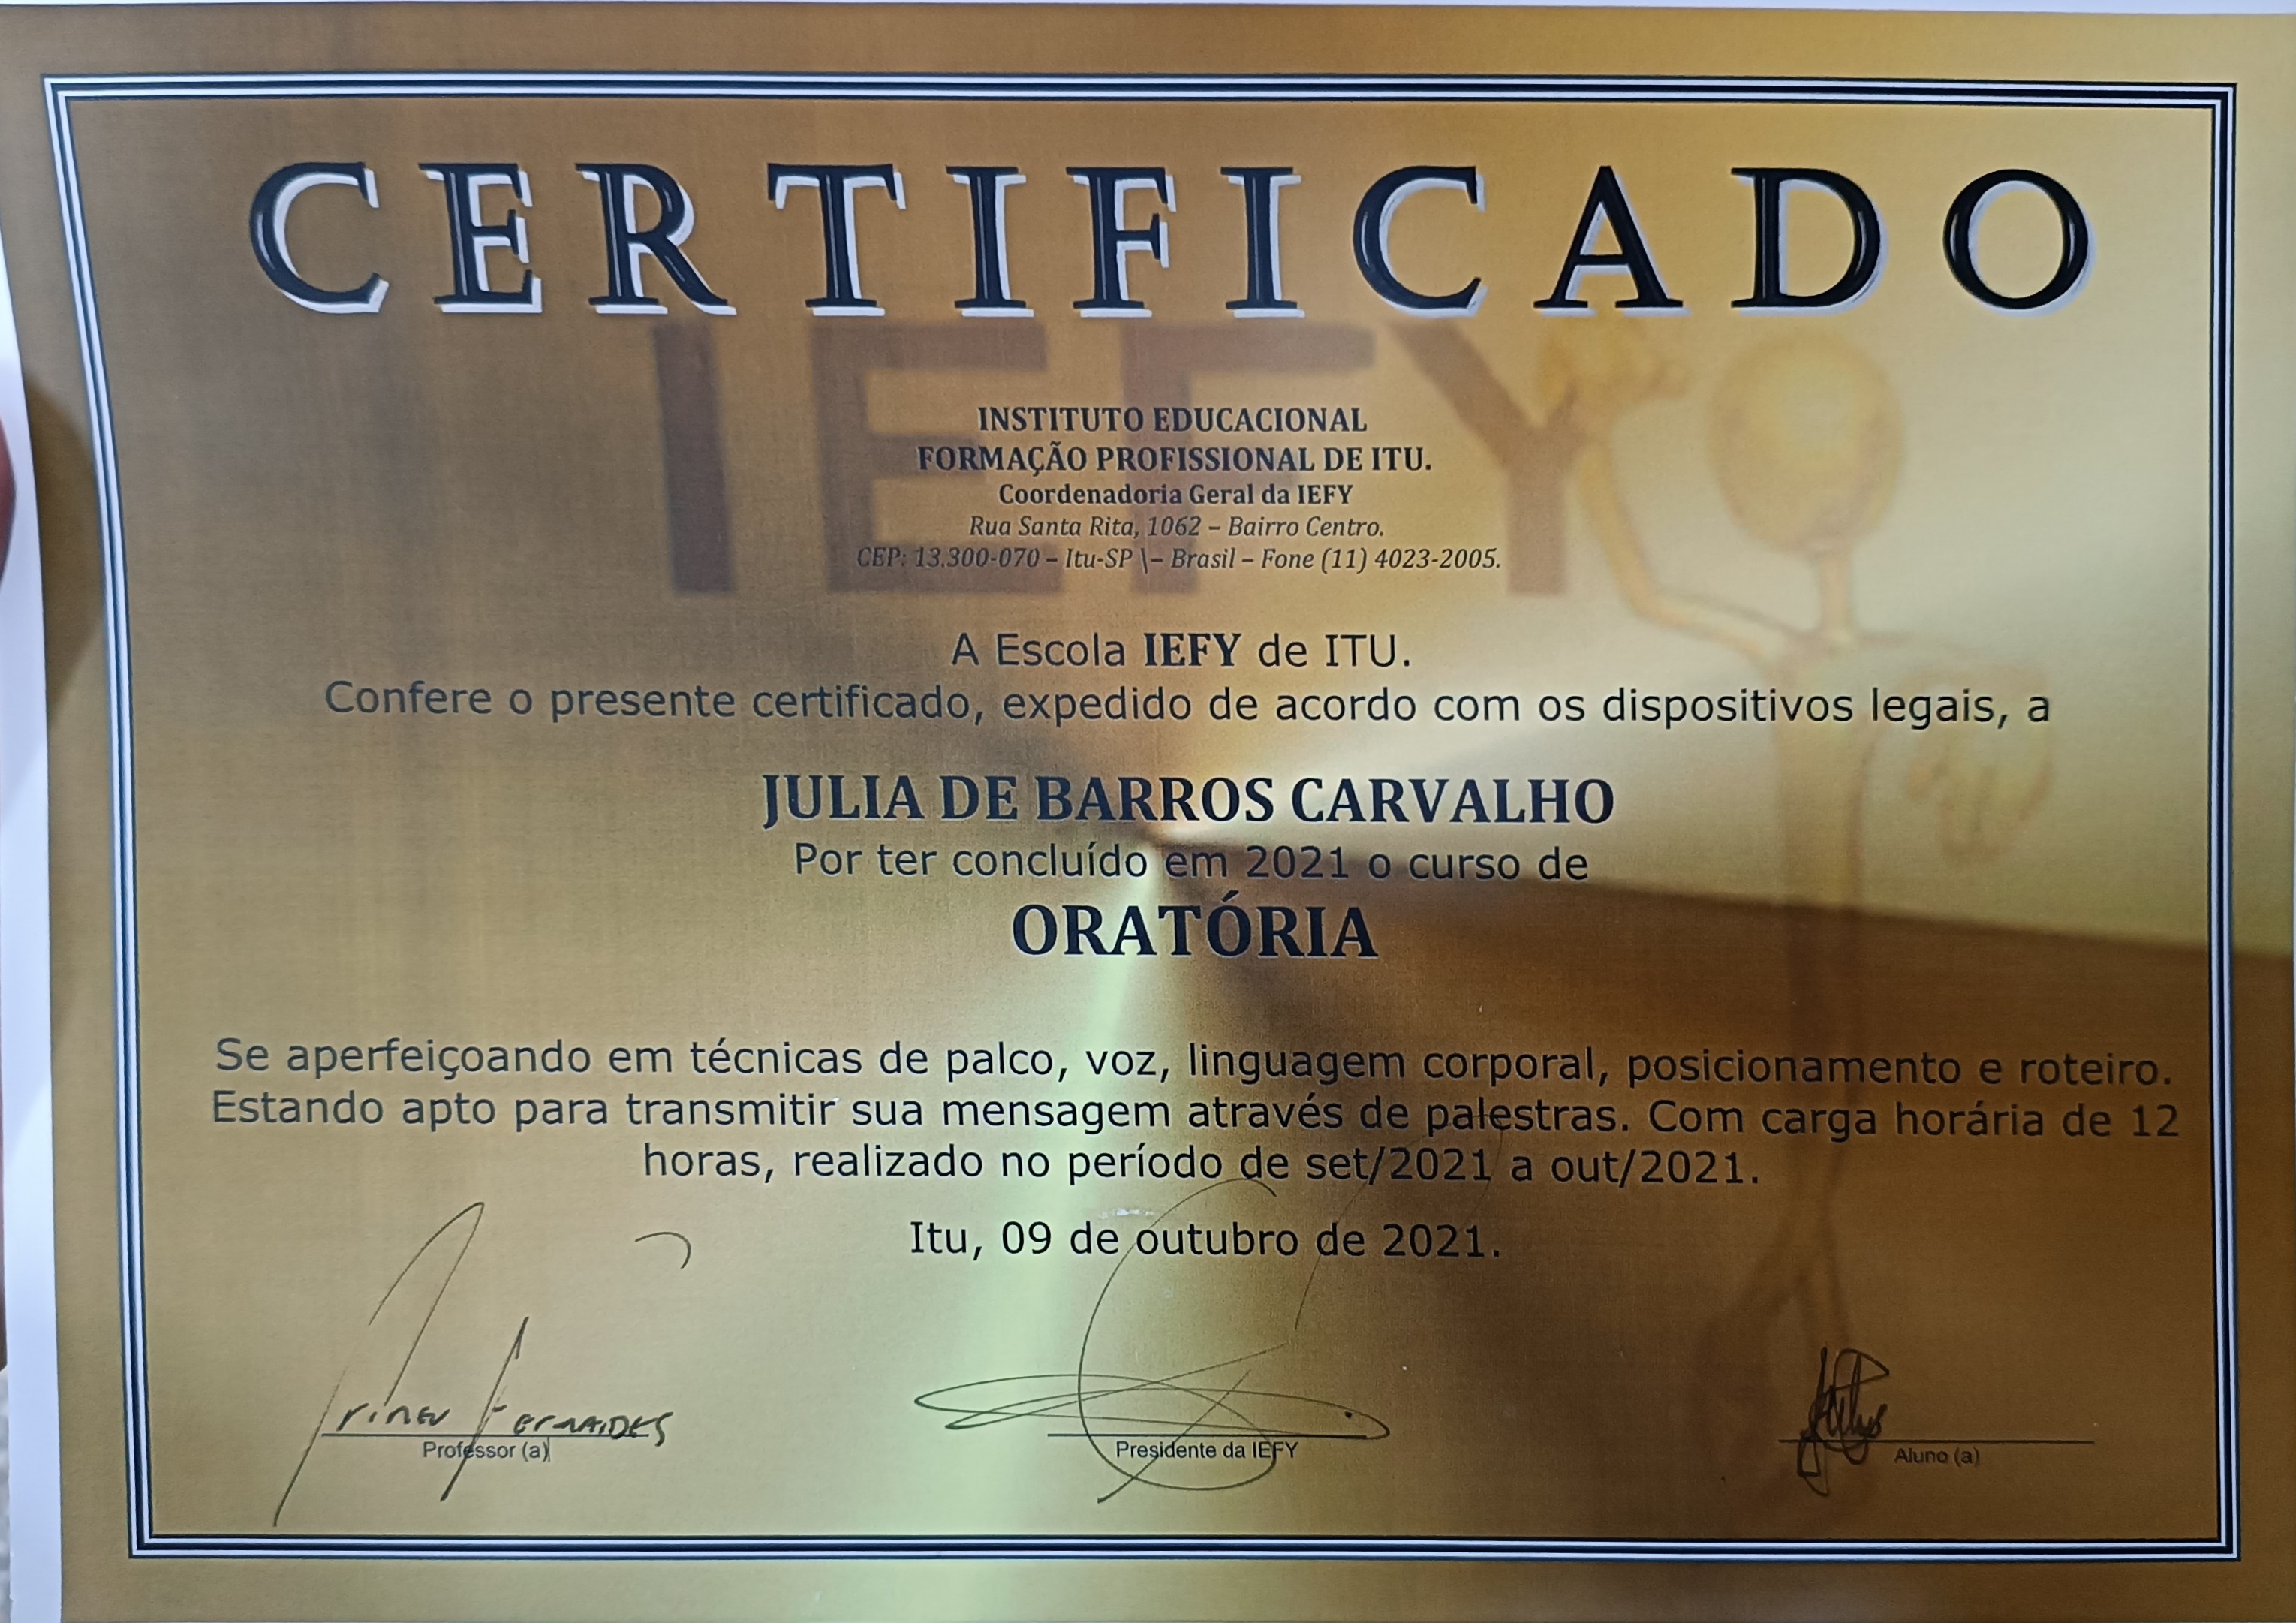 CERTIFICADO
IEFY
INSTITUTO EDUCACIONAL
FORMAÇÃO PROFISSIONAL DE ITU.
Coordenadoria Geral da IEFY
Rua Santa Rita, 1062 – Bairro Centro.
CEP: 13.300-070 – Itu-SP \– Brasil – Fone (11) 4023-2005.
A Escola IEFY de ITU.
Confere o presente certificado, expedido de acordo com os dispositivos legais, a
JULIA DE BARROS CARVALHO
Por ter concluído em 2021 o curso de
ORATÓRIA
Se aperfeiçoando em técnicas de palco, voz, linguagem corporal, posicionamento e roteiro.
Estando apto para transmitir sua mensagem através de palestras. Com carga horária de 12
horas, realizado no período de set/2021 a out/2021.
Itu, 09 de outubro de 2021.
Irineu Fernandes
Professor (a)
Presidente da IEFY
Aluno (a)